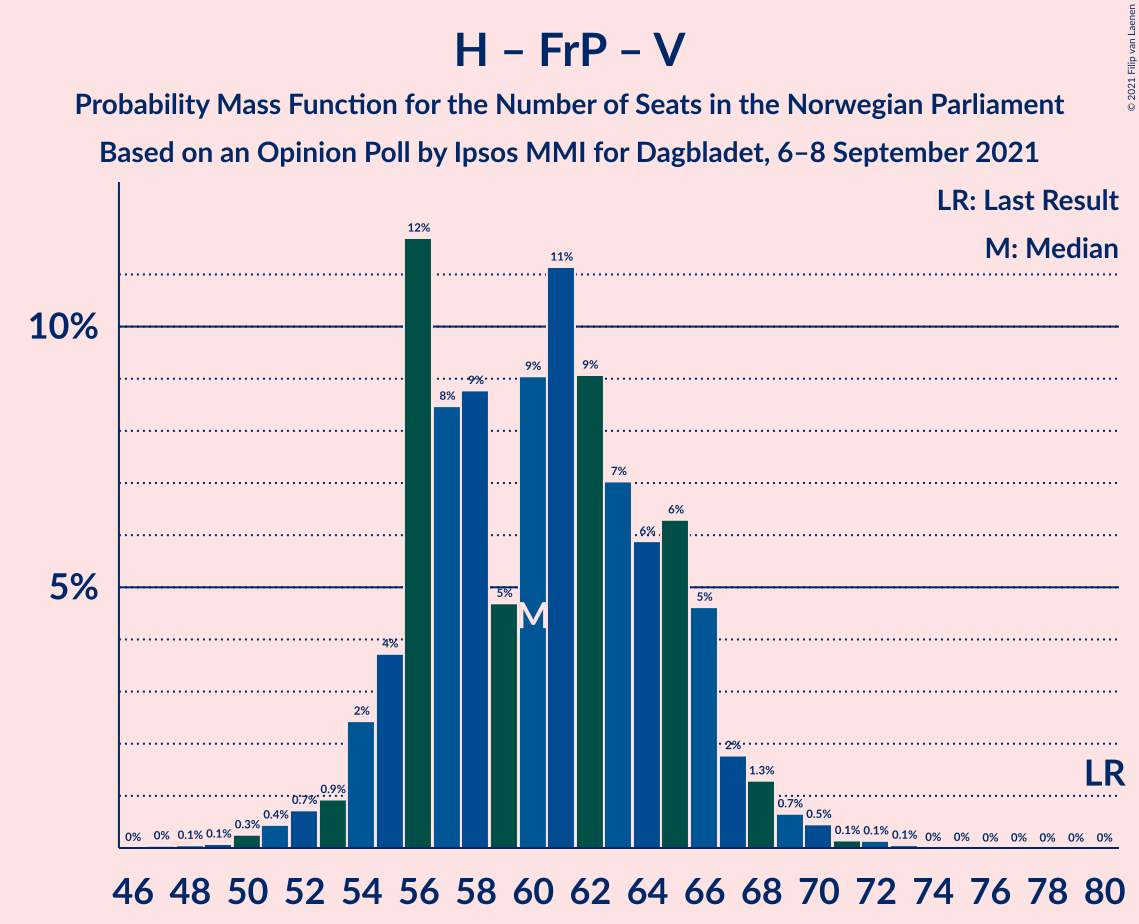 H – FrP – V
Probability Mass Function for the Number of Seats in the Norwegian Parliament
Based on an Opinion Poll by Ipsos MMI for Dagbladet, 6–8 September 2021
© 2021 Filip van Laenen
LR: Last Result
M: Median
10%
5%
0% 0% 0.1% 0.1% 0.3% 0.4% 0.7% 0.9% 2% 4% 12% 8% 9% 5% 9% 11% 9% 7% 6% 6% 5% 2% 1.3% 0.7% 0.5% 0.1% 0.1% 0.1% 0% 0% 0% 0% 0% 0% 0%
M
LR
46 48 50 52 54 56 58 60 62 64 66 68 70 72 74 76 78 80